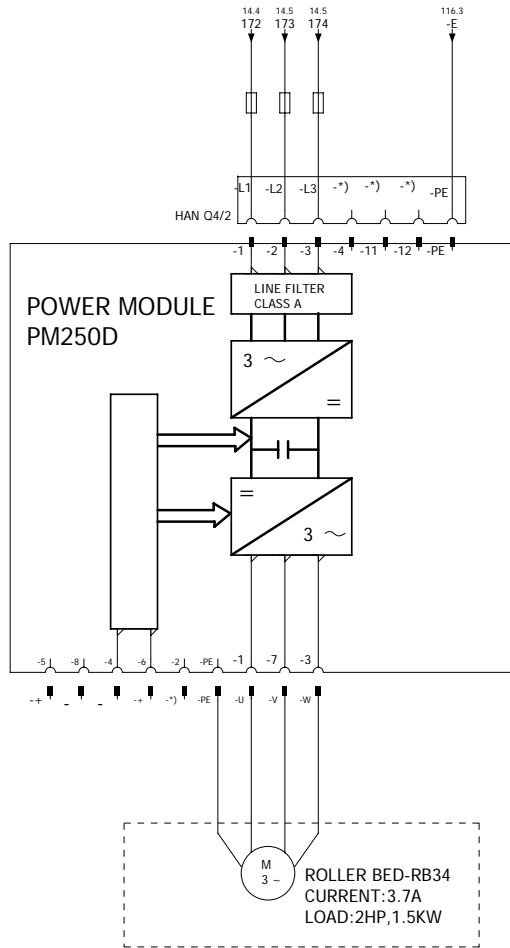 14.4 14.5 14.5 116.3
172 173 174 -E
-L1 -L2 -L3 -*) -*) -*) -PE
HAN Q4/2
-1 -2 -3 -4 -11 -12 -PE
LINE FILTER
CLASS A
POWER MODULE
PM250D
3 ~
=
=
3 ~
-5 -8 -4 -6 -2 -PE -1 -7 -3
-+ - - -+ -*) -PE -U -V -W
M
3 ~
ROLLER BED-RB34
CURRENT:3.7A
LOAD:2HP,1.5KW